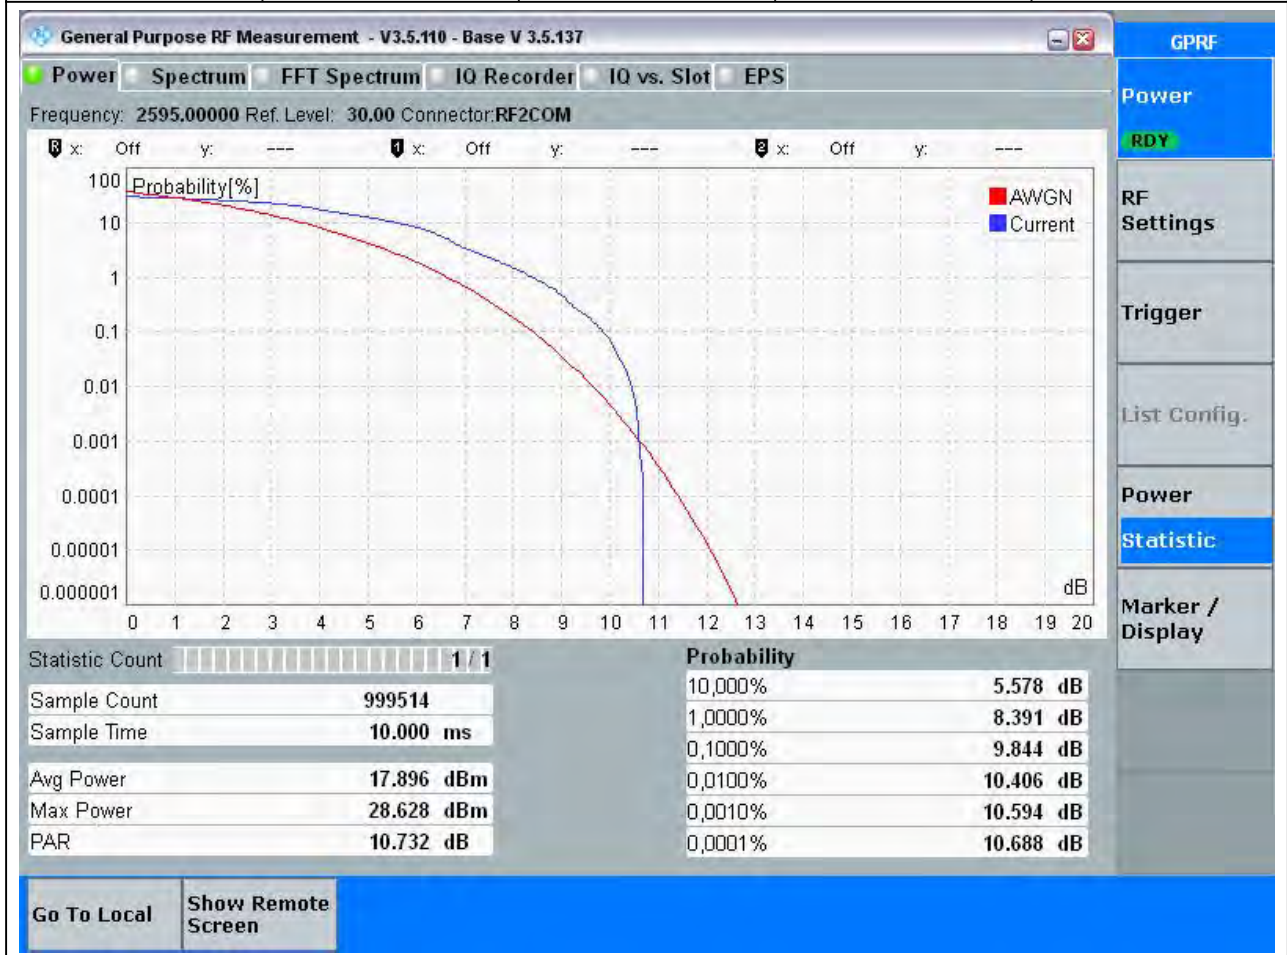 General Purpose RF Measurement - V3.5.110 - Base V 3.5.137
GPRF
Power Spectrum FFT Spectrum IQ Recorder IQ vs. Slot EPS
Frequency: 2595.00000 Ref. Level: 30.00 Connector:RF2COM
R x: Off y: --- 1 x: Off y: --- 2 x: Off y: ---
Probability[%]
AWGN
Current
100
10
1
0.1
0.01
0.001
0.0001
0.00001
0.000001
dB
0 1 2 3 4 5 6 7 8 9 10 11 12 13 14 15 16 17 18 19 20
Statistic Count 1 / 1
Sample Count 999514
Sample Time 10.000 ms
Avg Power 17.896 dBm
Max Power 28.628 dBm
PAR 10.732 dB
Probability
10,000% 5.578 dB
1,0000% 8.391 dB
0,1000% 9.844 dB
0,0100% 10.406 dB
0,0010% 10.594 dB
0,0001% 10.688 dB
Power
RDY
RF
Settings
Trigger
List Config.
Power
Statistic
Marker /
Display
Go To Local
Show Remote
Screen